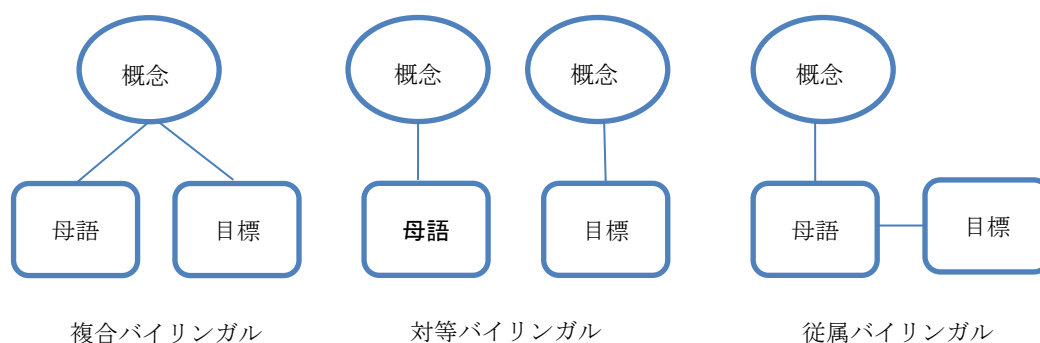 概念
概念
概念
概念
母語
目標
母語
目標
母語
目標
複合バイリンガル
対等バイリンガル
従属バイリンガル